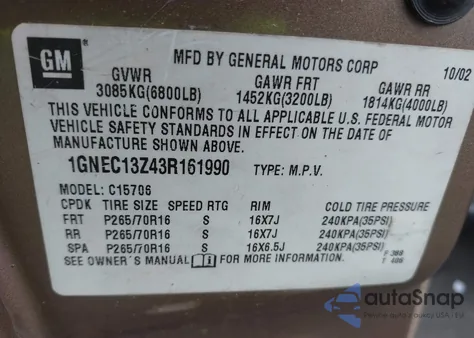 GM
MFD BY GENERAL MOTORS CORP 10/02
GVWR GAWR FRT GAWR RR
3085KG(6800LB) 1452KG(3200LB) 1814KG(4000LB)
THIS VEHICLE CONFORMS TO ALL APPLICABLE U.S. FEDERAL MOTOR
VEHICLE SAFETY STANDARDS IN EFFECT ON THE DATE OF
MANUFACTURE SHOWN ABOVE.
1GNEC13Z43R161990 TYPE: M.P.V.
MODEL: C15706
CPDK TIRE SIZE SPEED RTG RIM COLD TIRE PRESSURE
FRT P265/70R16 S 16X7J 240KPA(35PSI)
RR P265/70R16 S 16X7J 240KPA(35PSI)
SPA P265/70R16 S 16X6.5J 240KPA(35PSI)
SEE OWNER'S MANUAL FOR MORE INFORMATION.
autoSnap